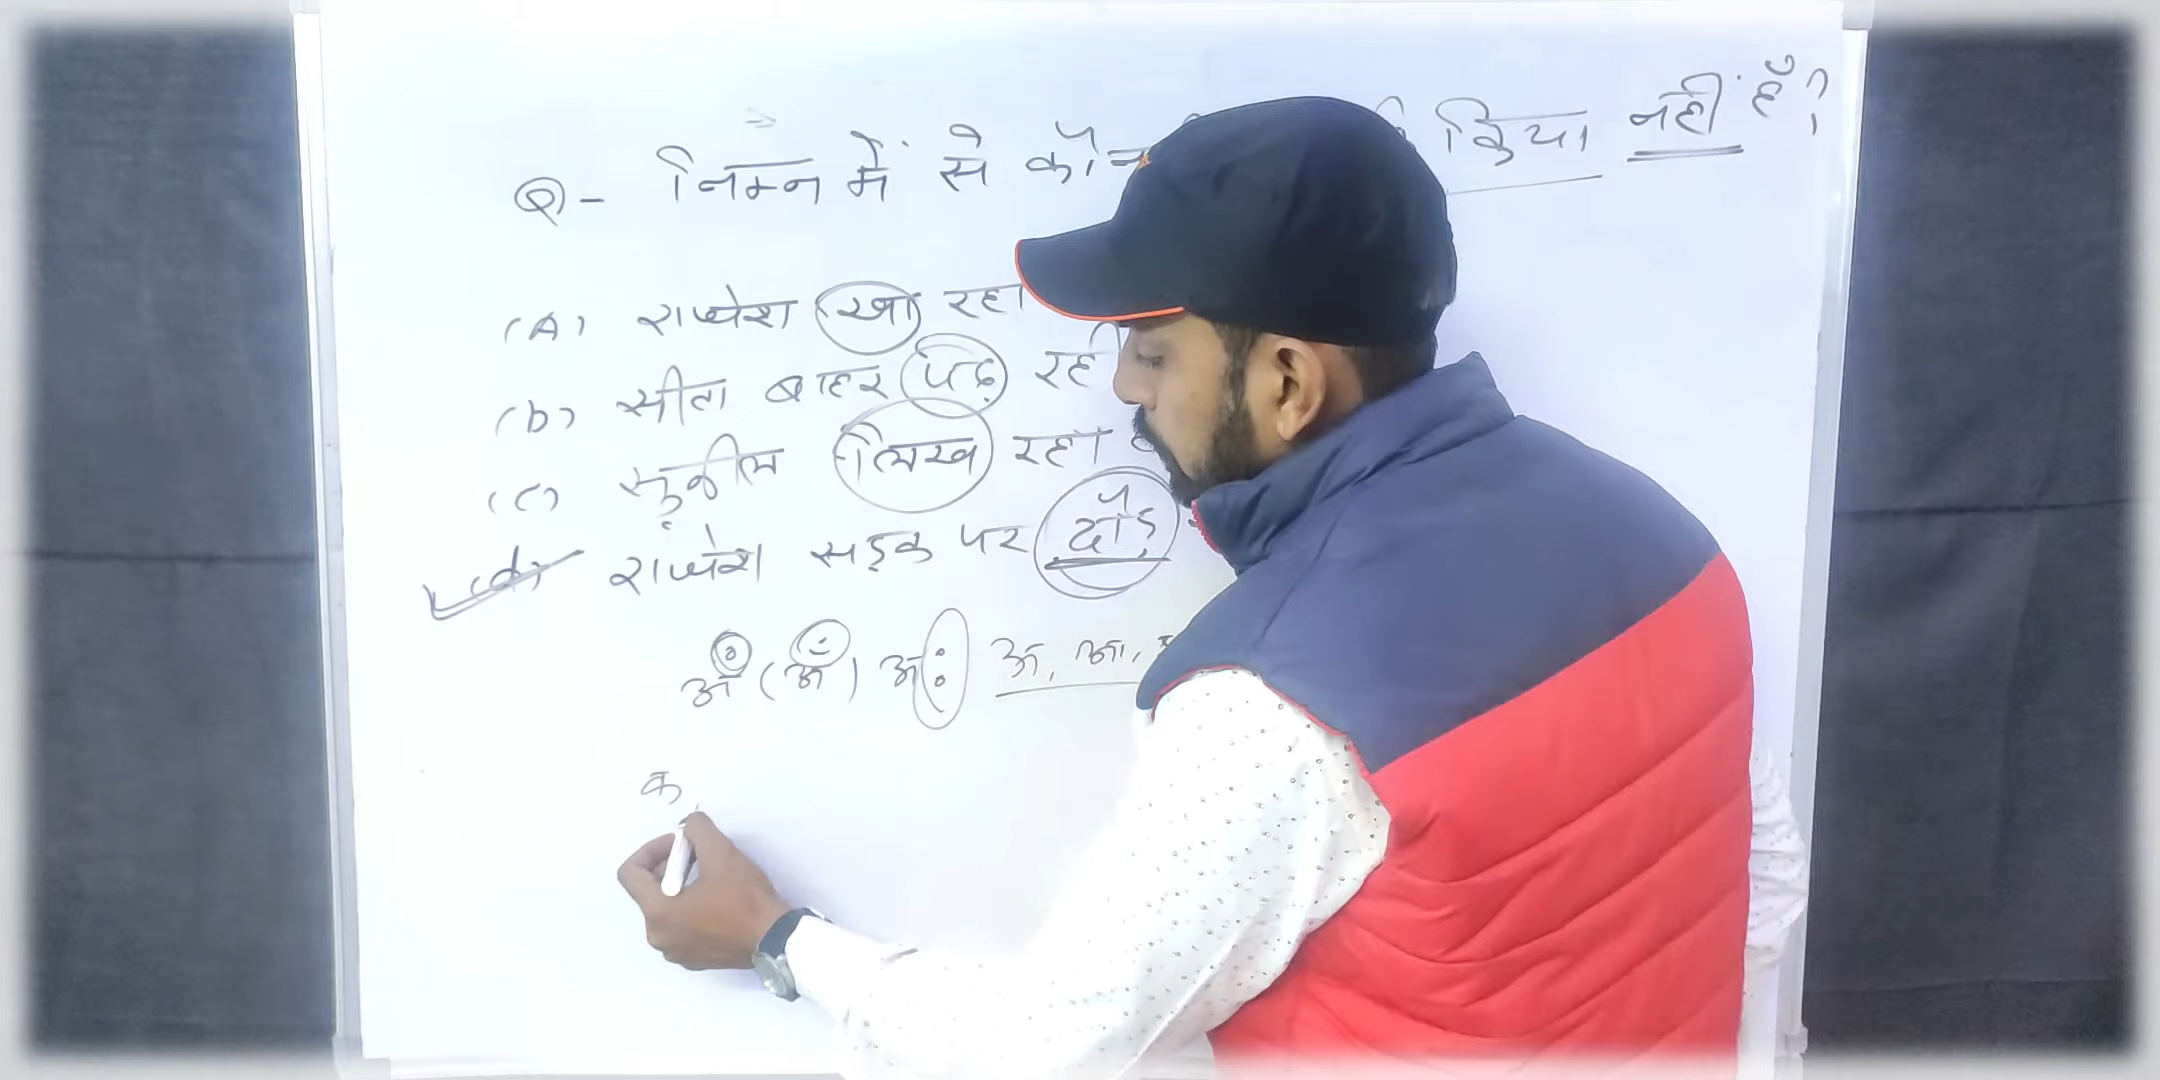 Q- निम्न में से कौन क्रिया नहीं है?
(A) राजेश खा रहा
(b) सीता बाहर पढ़ रही
(c) सुशील लिख रहा
(d) राजेश सड़क पर दौड़
अं (अँ) अः अ, आ,
क